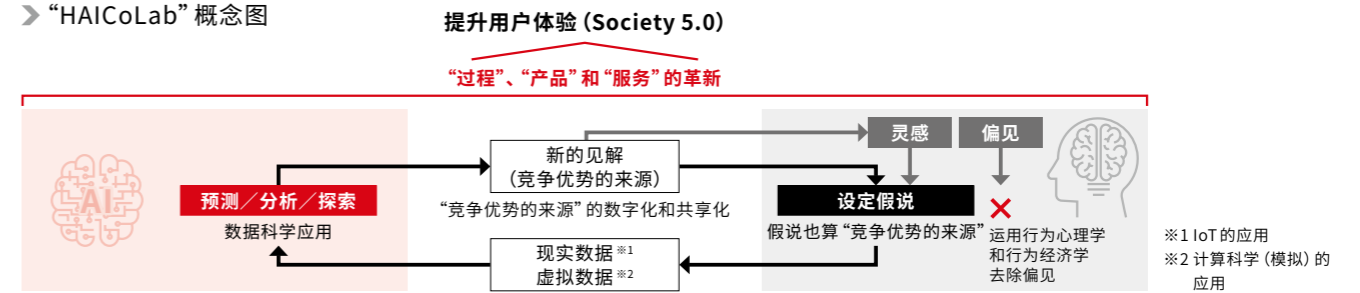 “HAICoLab” 概念图
提升用户体验（Society 5.0）
“过程”、“产品” 和 “服务” 的革新
AI
预测／分析／探索
数据科学应用
新的见解
（竞争优势的来源）
“竞争优势的来源” 的数字化和共享化
现实数据※1
虚拟数据※2
灵感
偏见
设定假说
假说也算 “竞争优势的来源”
运用行为心理学
和行为经济学
去除偏见
※1 IoT 的应用
※2 计算科学（模拟）的
应用